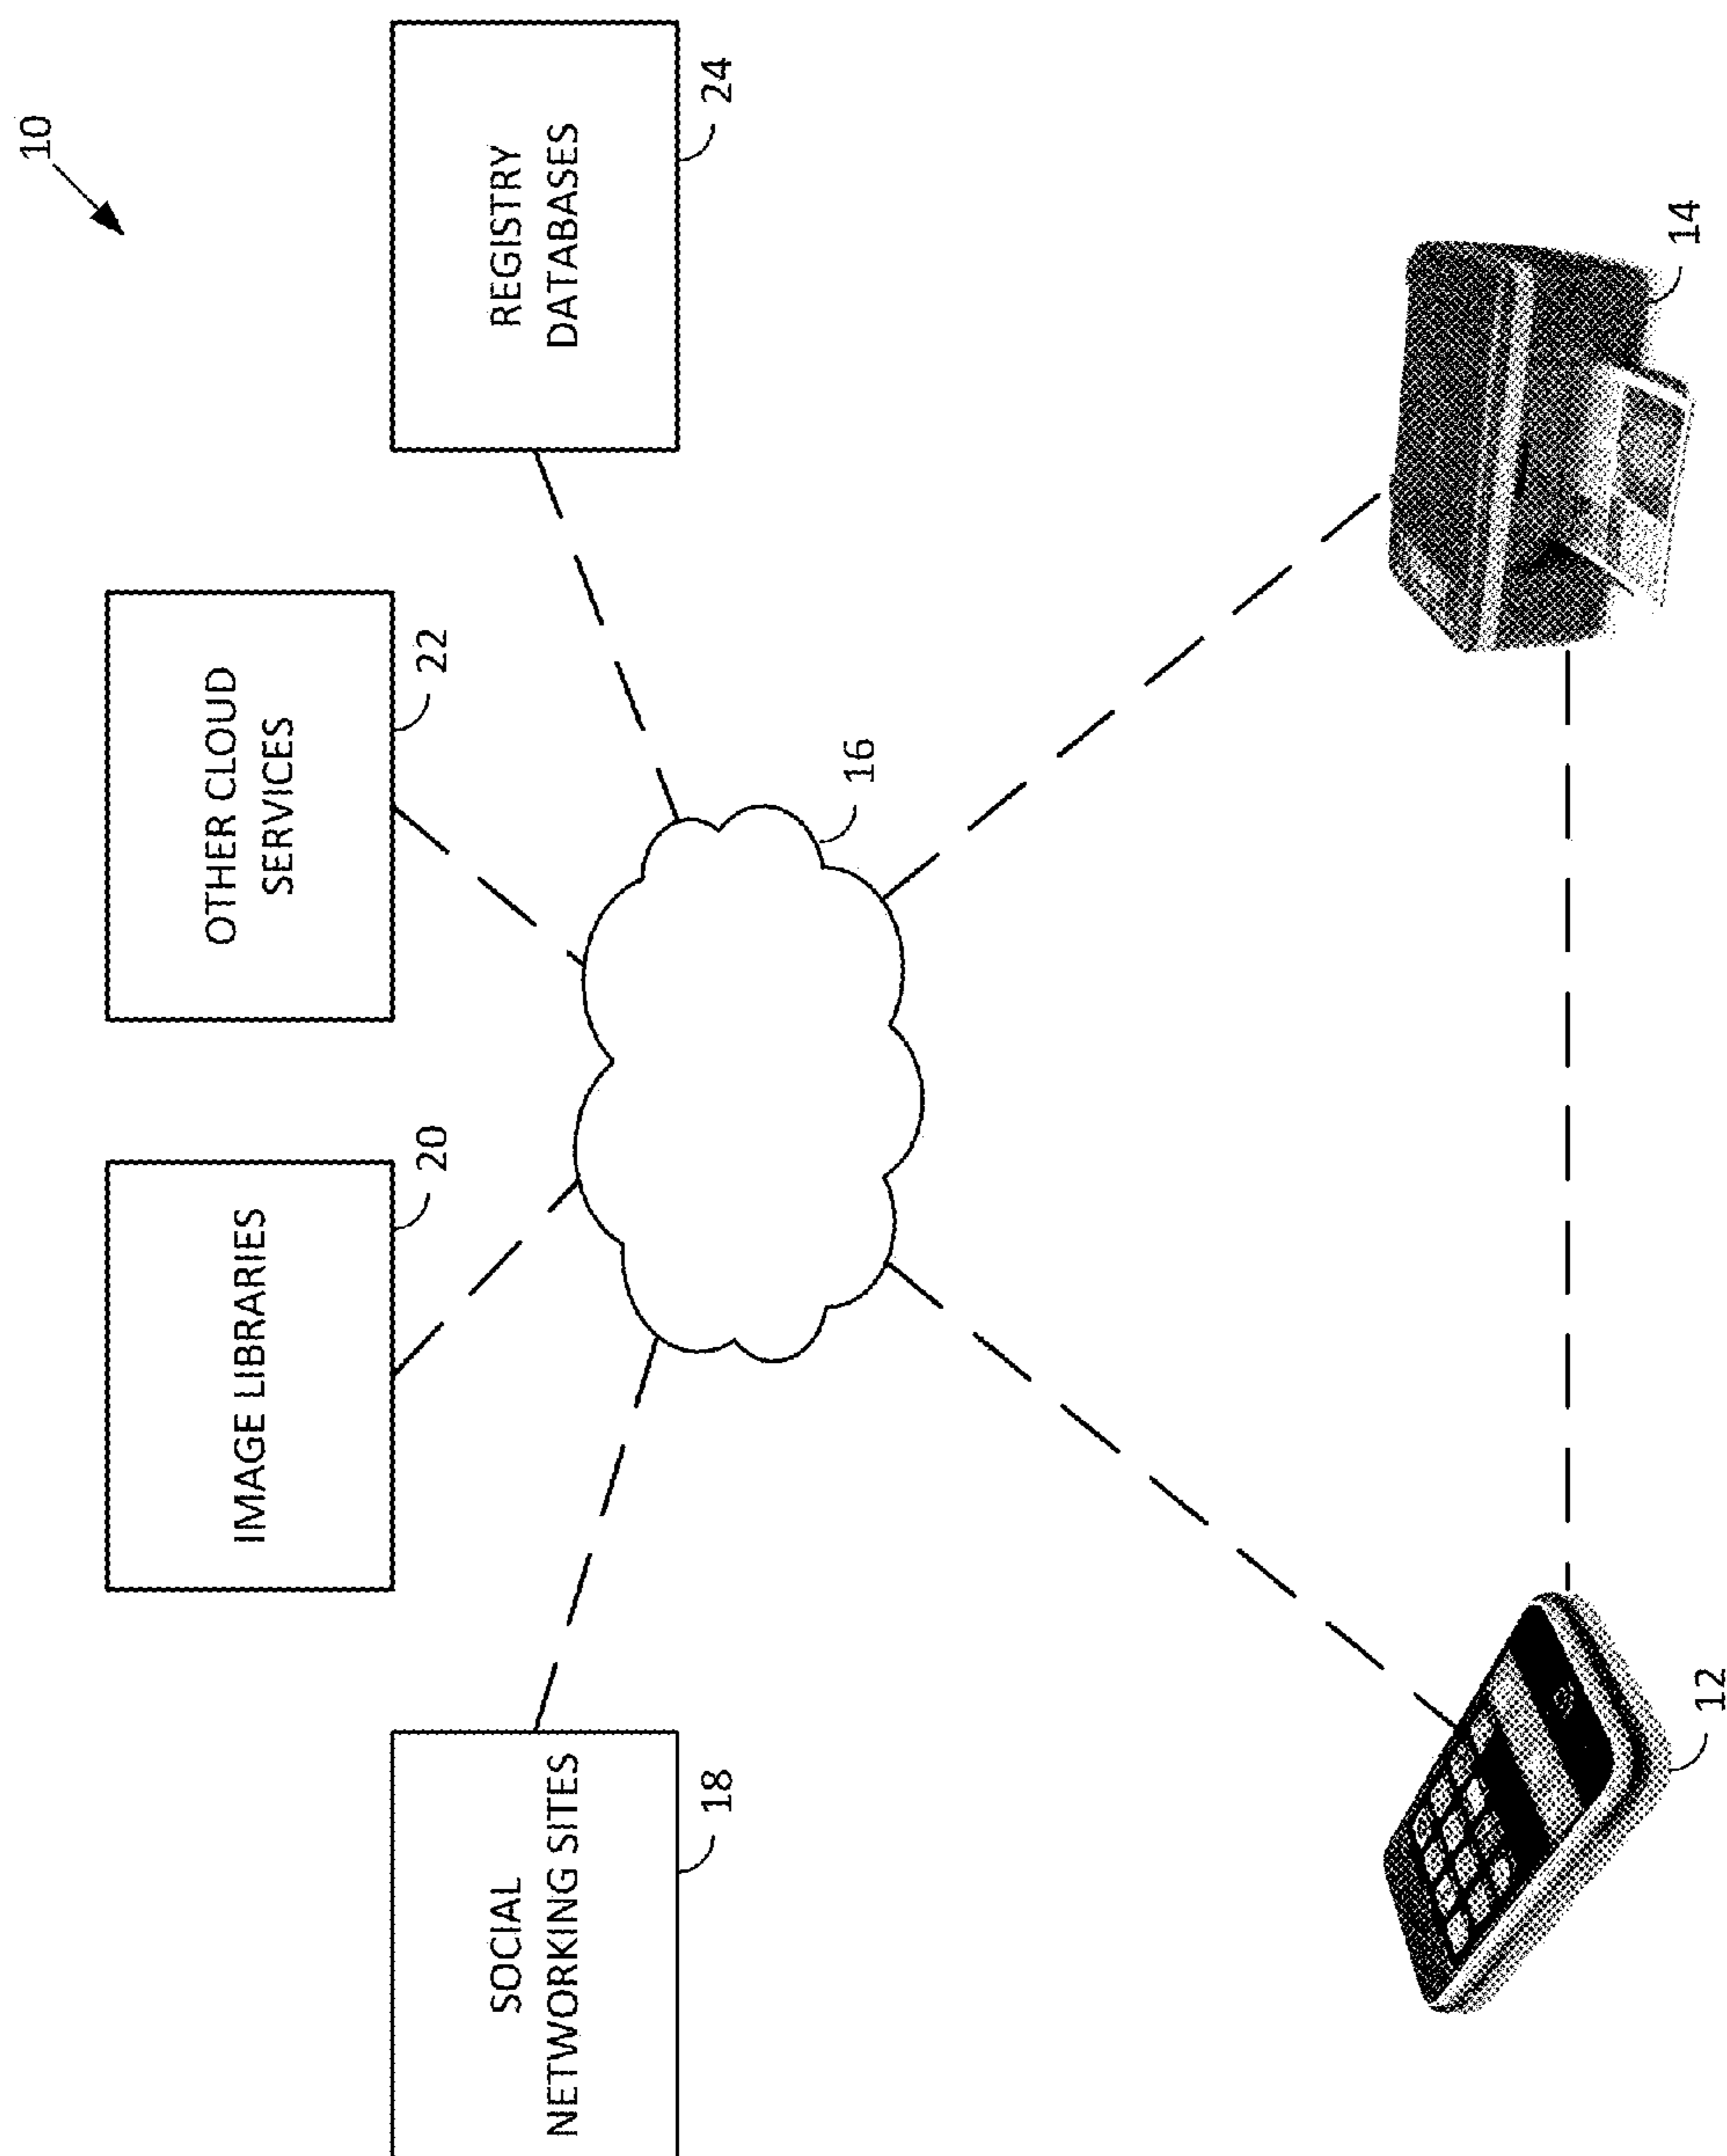 10
SOCIAL
NETWORKING SITES
18
IMAGE LIBRARIES
20
OTHER CLOUD
SERVICES
22
REGISTRY
DATABASES
24
16
12
14